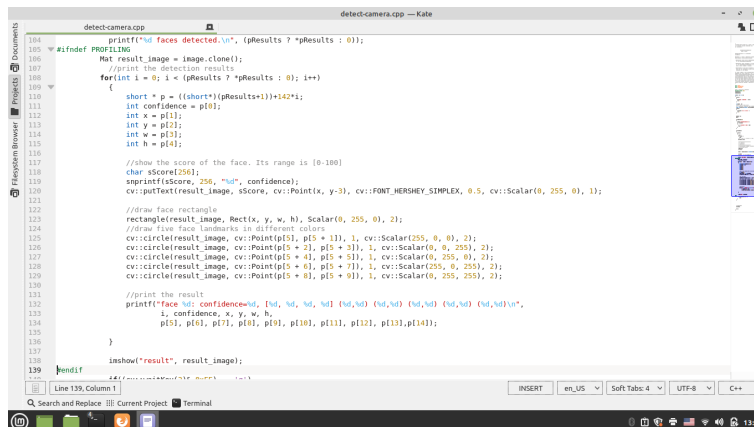 detect-camera.cpp — Kate
detect-camera.cpp
Documents
Projects
Filesystem Browser
104 printf("%d faces detected.\n", (pResults ? *pResults : 0));
105 #ifndef PROFILING
106 Mat result_image = image.clone();
107 //print the detection results
108 for(int i = 0; i < (pResults ? *pResults : 0); i++)
109 {
110 short * p = ((short*)(pResults+1))+142*i;
111 int confidence = p[0];
112 int x = p[1];
113 int y = p[2];
114 int w = p[3];
115 int h = p[4];
116
117 //show the score of the face. Its range is [0-100]
118 char sScore[256];
119 snprintf(sScore, 256, "%d", confidence);
120 cv::putText(result_image, sScore, cv::Point(x, y-3), cv::FONT_HERSHEY_SIMPLEX, 0.5, cv::Scalar(0, 255, 0), 1);
121
122 //draw face rectangle
123 rectangle(result_image, Rect(x, y, w, h), Scalar(0, 255, 0), 2);
124 //draw five face landmarks in different colors
125 cv::circle(result_image, cv::Point(p[5], p[5 + 1]), 1, cv::Scalar(255, 0, 0), 2);
126 cv::circle(result_image, cv::Point(p[5 + 2], p[5 + 3]), 1, cv::Scalar(0, 0, 255), 2);
127 cv::circle(result_image, cv::Point(p[5 + 4], p[5 + 5]), 1, cv::Scalar(0, 255, 0), 2);
128 cv::circle(result_image, cv::Point(p[5 + 6], p[5 + 7]), 1, cv::Scalar(255, 0, 255), 2);
129 cv::circle(result_image, cv::Point(p[5 + 8], p[5 + 9]), 1, cv::Scalar(0, 255, 255), 2);
130
131 //print the result
132 printf("face %d: confidence=%d, [%d, %d, %d, %d] (%d,%d) (%d,%d) (%d,%d) (%d,%d) (%d,%d)\n",
133 i, confidence, x, y, w, h,
134 p[5], p[6], p[7], p[8], p[9], p[10], p[11], p[12], p[13],p[14]);
135
136 }
137
138 imshow("result", result_image);
139 #endif
Line 139, Column 1
INSERT
en_US
Soft Tabs: 4
UTF-8
C++
Search and Replace
Current Project
Terminal